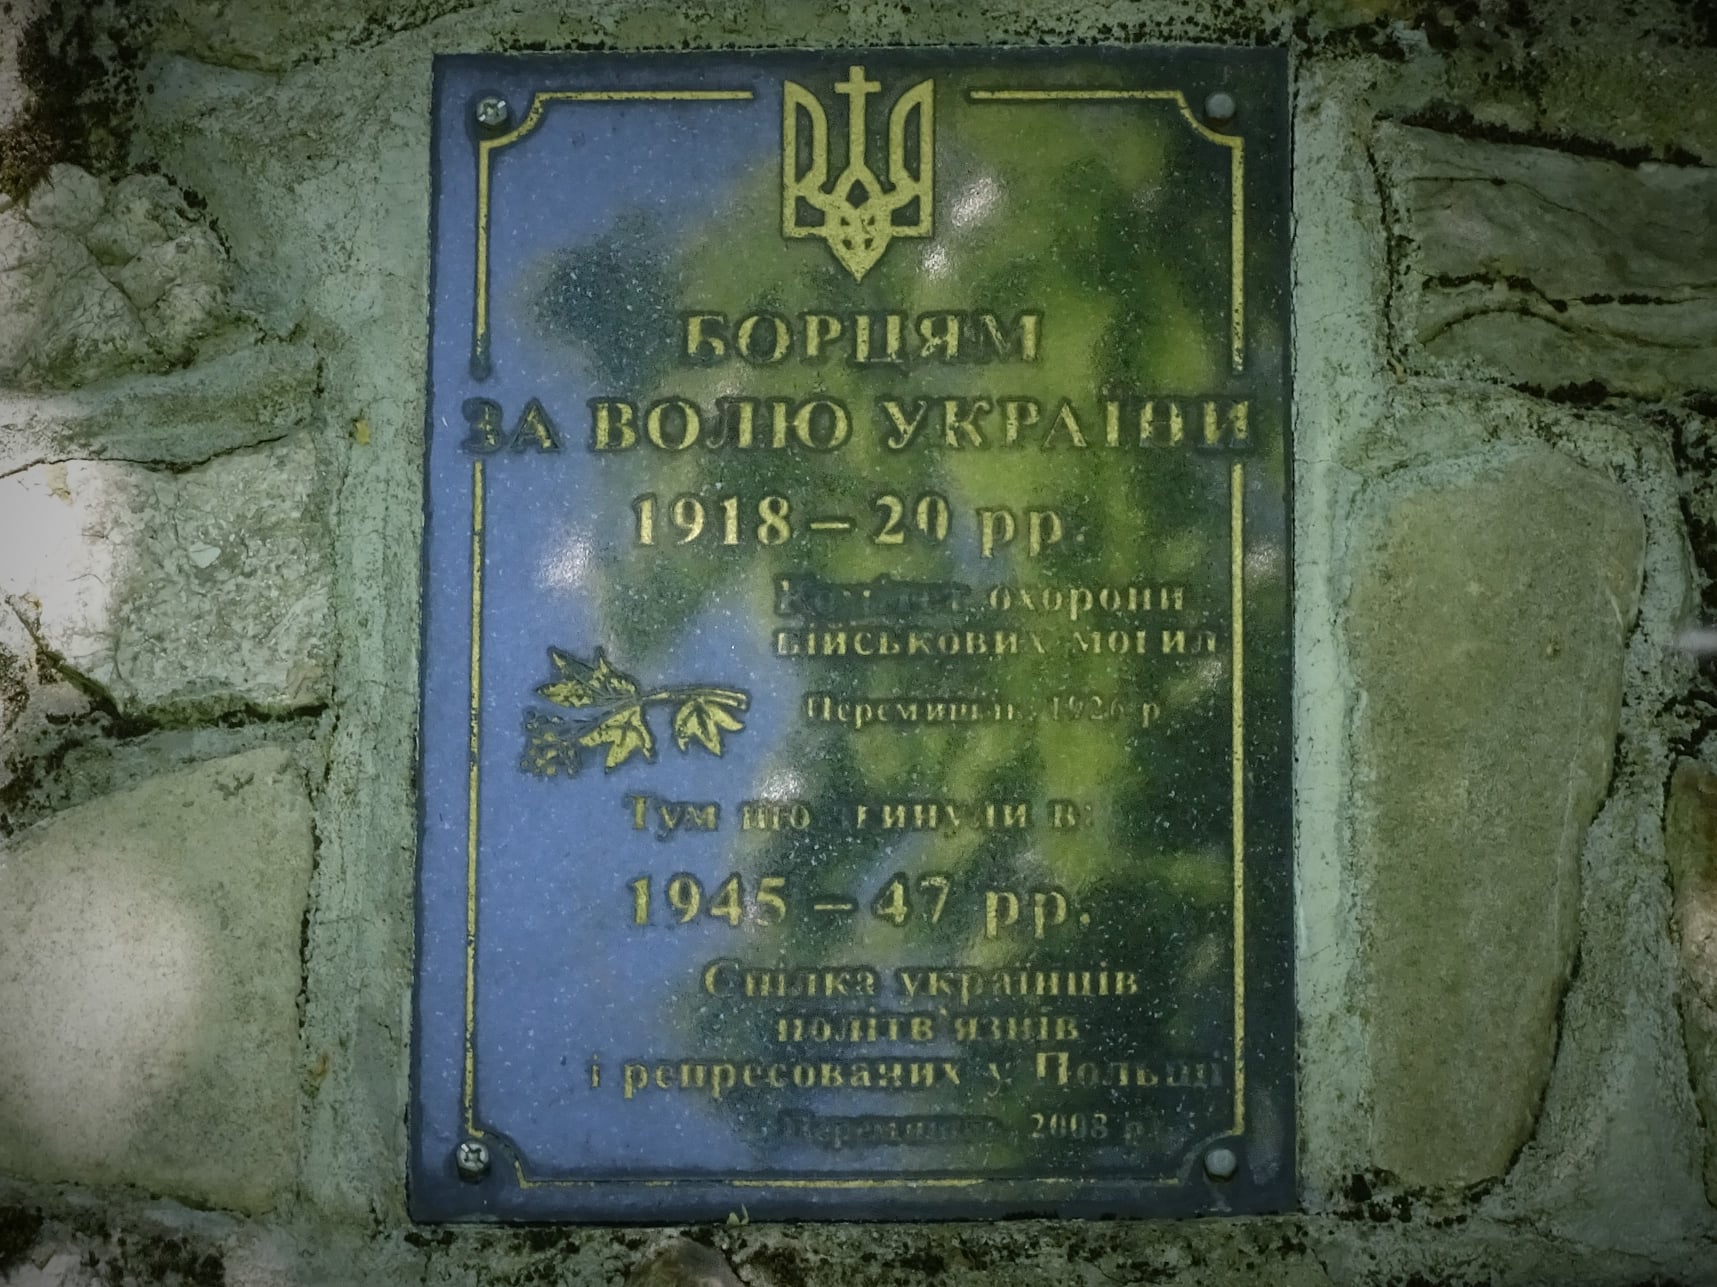 БОРЦЯМ
ЗА ВОЛЮ УКРАЇНИ
1918 – 20 рр.
Комітет охорони
військових могил
Перемишль, 1926 р.
Тим що згинули в:
1945 – 47 рр.
Спілка українців
політв'язнів
і репресованих у Польщі
Перемишль, 2008 р.